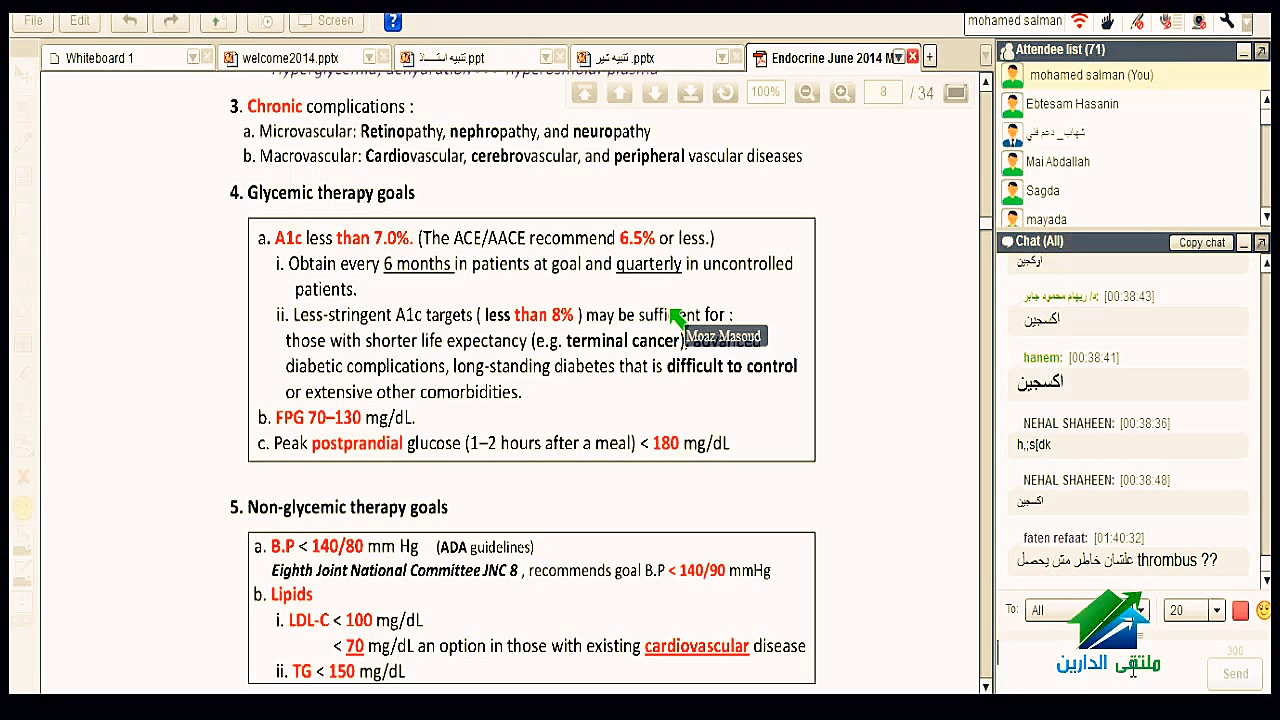 File Edit Screen ? mohamed salman
Whiteboard 1 welcome2014.pptx تنبيه استـــاذ.ppt تنبيه تير.pptx Endocrine June 2014 M
Attendee list (71)
100% 8 / 34
mohamed salman (You)
Ebtesam Hasanin
شهاب_ دعم فني
Mai Abdallah
Sagda
mayada
3. Chronic complications :
a. Microvascular: Retinopathy, nephropathy, and neuropathy
b. Macrovascular: Cardiovascular, cerebrovascular, and peripheral vascular diseases
4. Glycemic therapy goals
a. A1c less than 7.0%. (The ACE/AACE recommend 6.5% or less.)
i. Obtain every 6 months in patients at goal and quarterly in uncontrolled
patients.
ii. Less-stringent A1c targets ( less than 8% ) may be sufficient for :
Moaz Masoud
those with shorter life expectancy (e.g. terminal cancer), advanced
diabetic complications, long-standing diabetes that is difficult to control
or extensive other comorbidities.
b. FPG 70–130 mg/dL.
c. Peak postprandial glucose (1–2 hours after a meal) < 180 mg/dL
5. Non-glycemic therapy goals
a. B.P < 140/80 mm Hg (ADA guidelines)
Eighth Joint National Committee JNC 8 , recommends goal B.P < 140/90 mmHg
b. Lipids
i. LDL-C < 100 mg/dL
< 70 mg/dL an option in those with existing cardiovascular disease
ii. TG < 150 mg/dL
Chat (All) Copy chat
اوكجين
د/ ريهام محمود جابر: [00:38:43]
اكسجين
hanem: [00:38:41]
اكسجين
NEHAL SHAHEEN: [00:38:36]
h,;s[dk
NEHAL SHAHEEN: [00:38:48]
اكسجين
faten refaat: [01:40:32]
علشان خاطر مش يحصل thrombus ??
To: All 20
ملتقى الدارين
300
Send